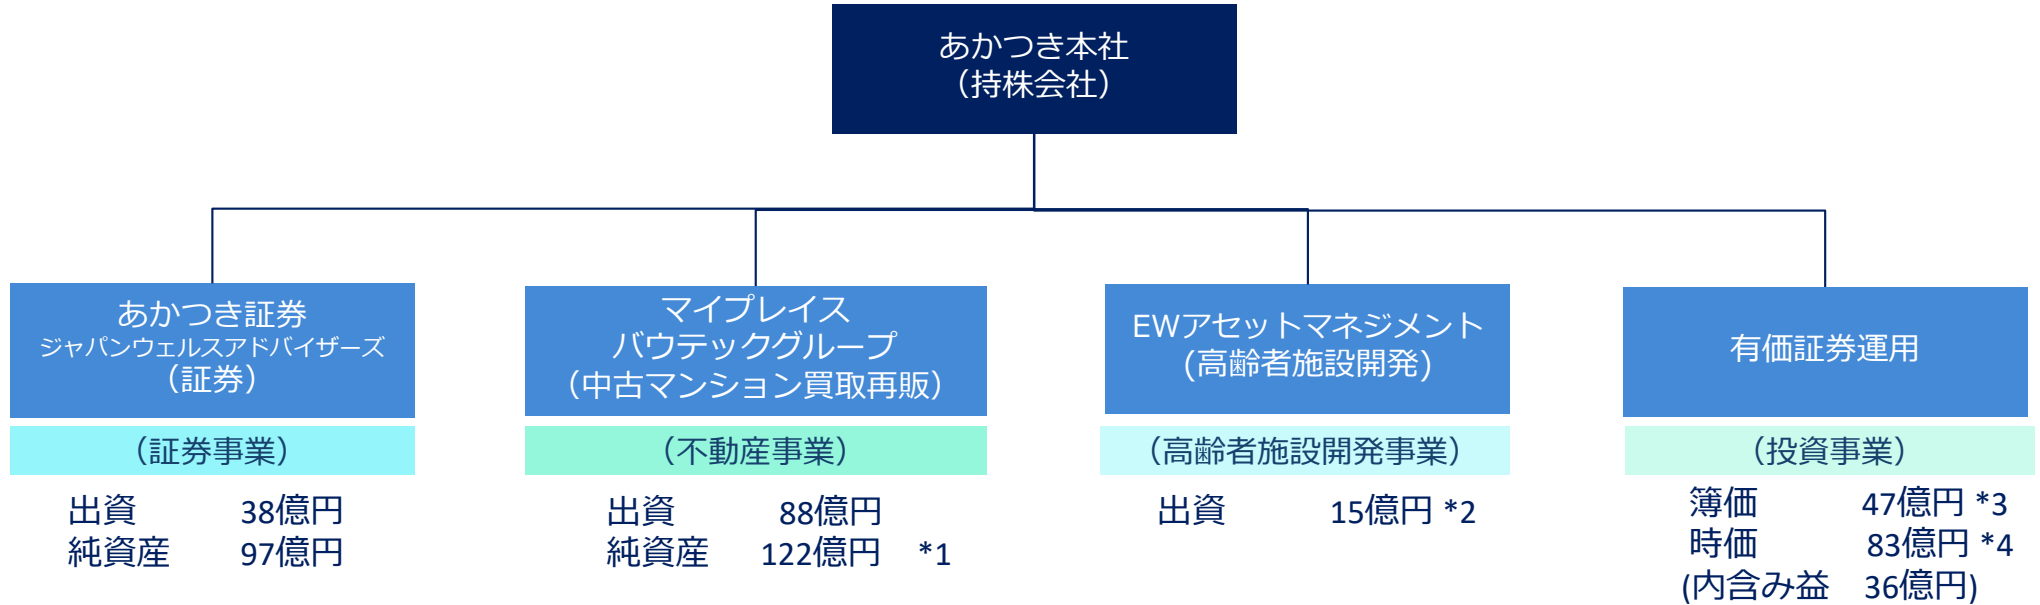 あかつき本社
（持株会社）
あかつき証券
ジャパンウェルスアドバイザーズ
（証券）
（証券事業）
出資 38億円
純資産 97億円
マイプレイス
バウテックグループ
（中古マンション買取再販）
（不動産事業）
出資 88億円
純資産 122億円 *1
EWアセットマネジメント
(高齢者施設開発)
（高齢者施設開発事業）
出資 15億円 *2
有価証券運用
（投資事業）
簿価 47億円 *3
時価 83億円 *4
(内含み益 36億円)